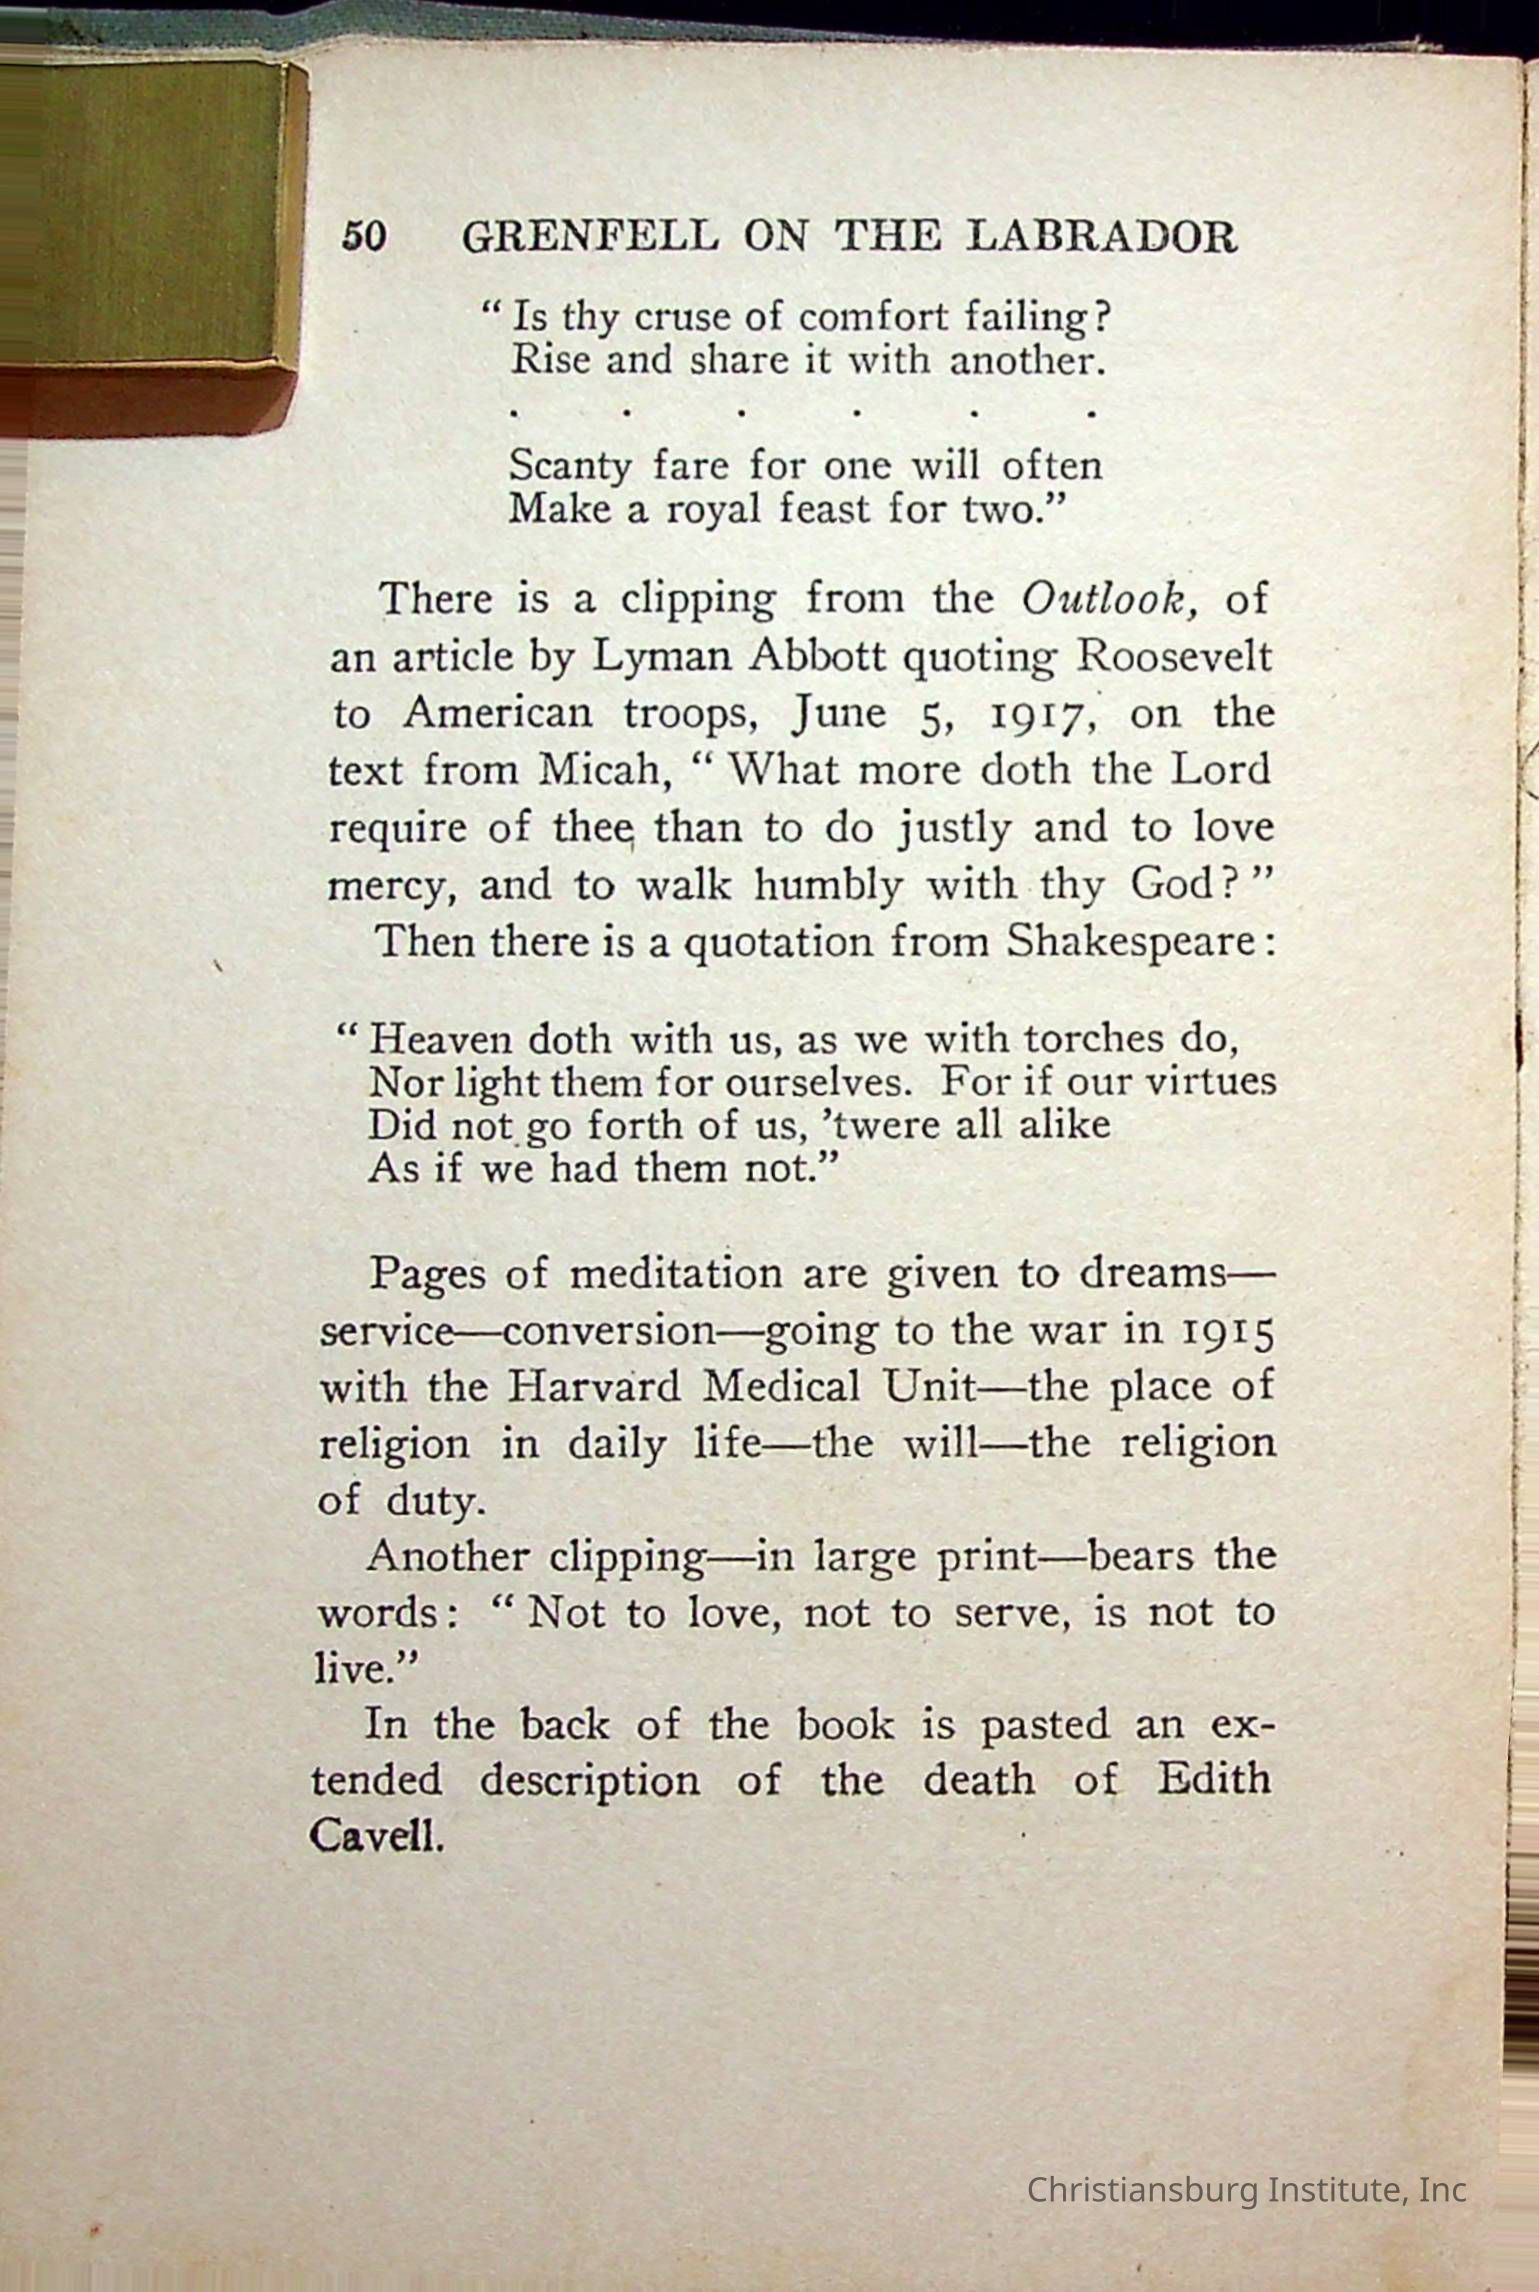 50 GRENFELL ON THE LABRADOR
“ Is thy cruse of comfort failing?
Rise and share it with another.
. . . . . .
Scanty fare for one will often
Make a royal feast for two.”
There is a clipping from the Outlook, of
an article by Lyman Abbott quoting Roosevelt
to American troops, June 5, 1917, on the
text from Micah, “ What more doth the Lord
require of thee than to do justly and to love
mercy, and to walk humbly with thy God? ”
Then there is a quotation from Shakespeare:
“ Heaven doth with us, as we with torches do,
Nor light them for ourselves. For if our virtues
Did not go forth of us, ’twere all alike
As if we had them not.”
Pages of meditation are given to dreams—
service—conversion—going to the war in 1915
with the Harvard Medical Unit—the place of
religion in daily life—the will—the religion
of duty.
Another clipping—in large print—bears the
words: “ Not to love, not to serve, is not to
live.”
In the back of the book is pasted an ex-
tended description of the death of Edith
Cavell.
Christiansburg Institute, Inc